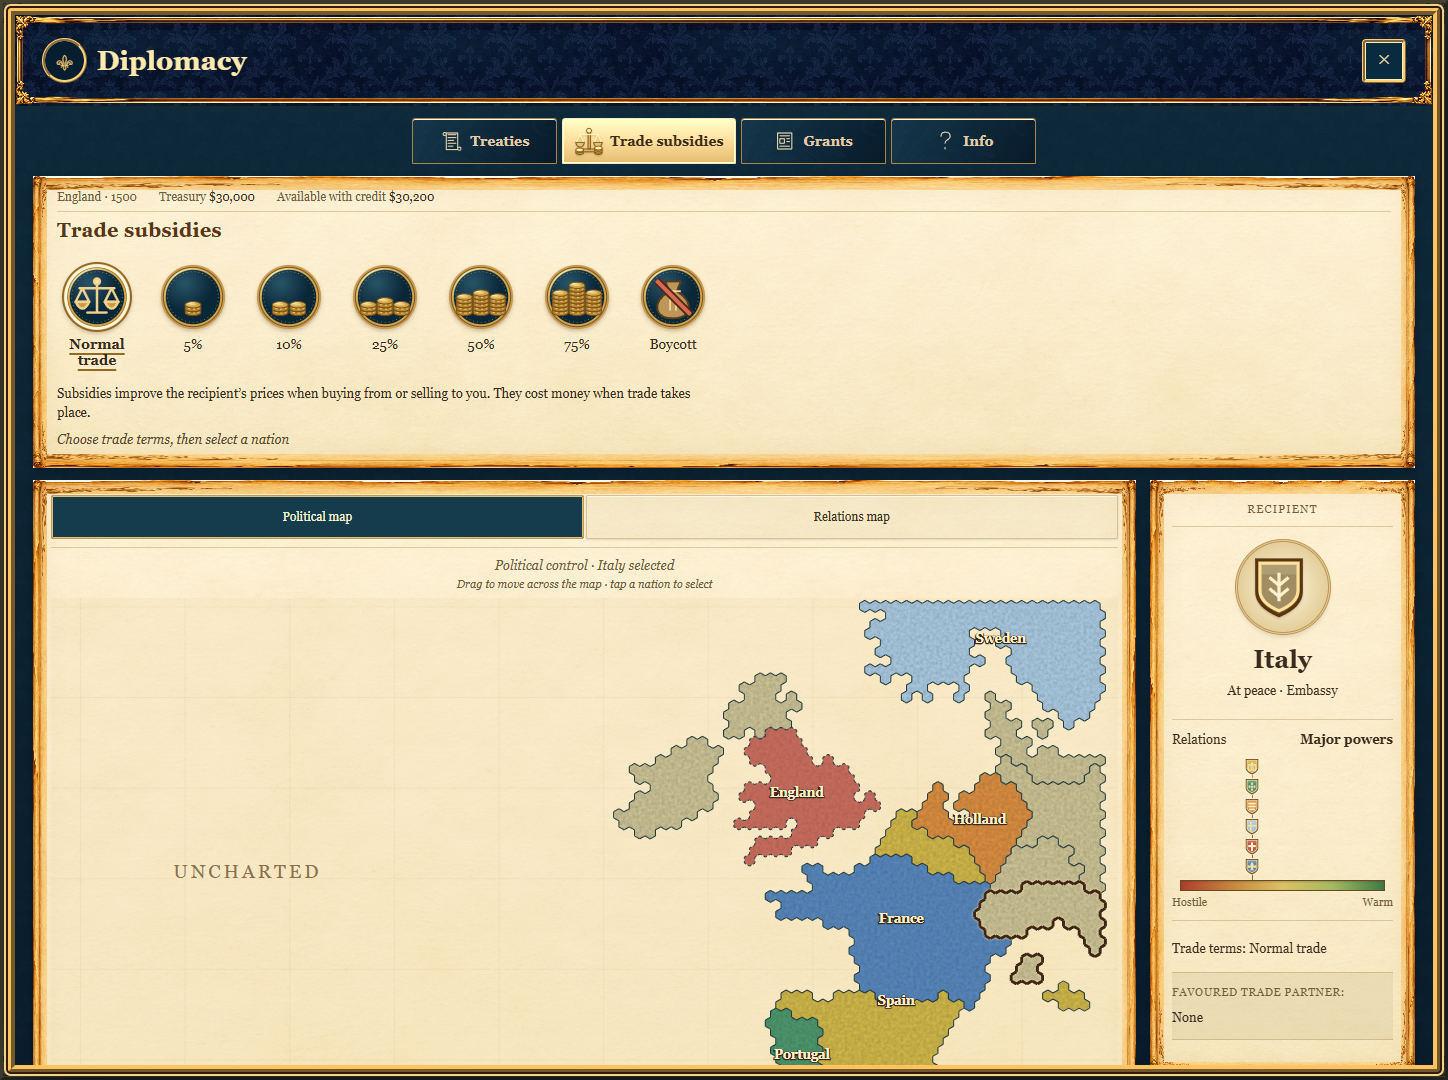 Diplomacy
×
Treaties
Trade subsidies
? Info
Grants
England · 1500 Treasury $30,000 Available with credit $30,200
Trade subsidies
Normal trade
5%
10%
25%
50%
75%
Boycott
Subsidies improve the recipient's prices when buying from or selling to you. They cost money when trade takes
place.
Choose trade terms, then select a nation
Political map
Relations map
Political control · Italy selected
Drag to move across the map · tap a nation to select
UNCHARTED
Sweden
England
Holland
France
Spain
Portugal
RECIPIENT
Italy
At peace · Embassy
Relations Major powers
Hostile Warm
Trade terms: Normal trade
FAVOURED TRADE PARTNER:
None